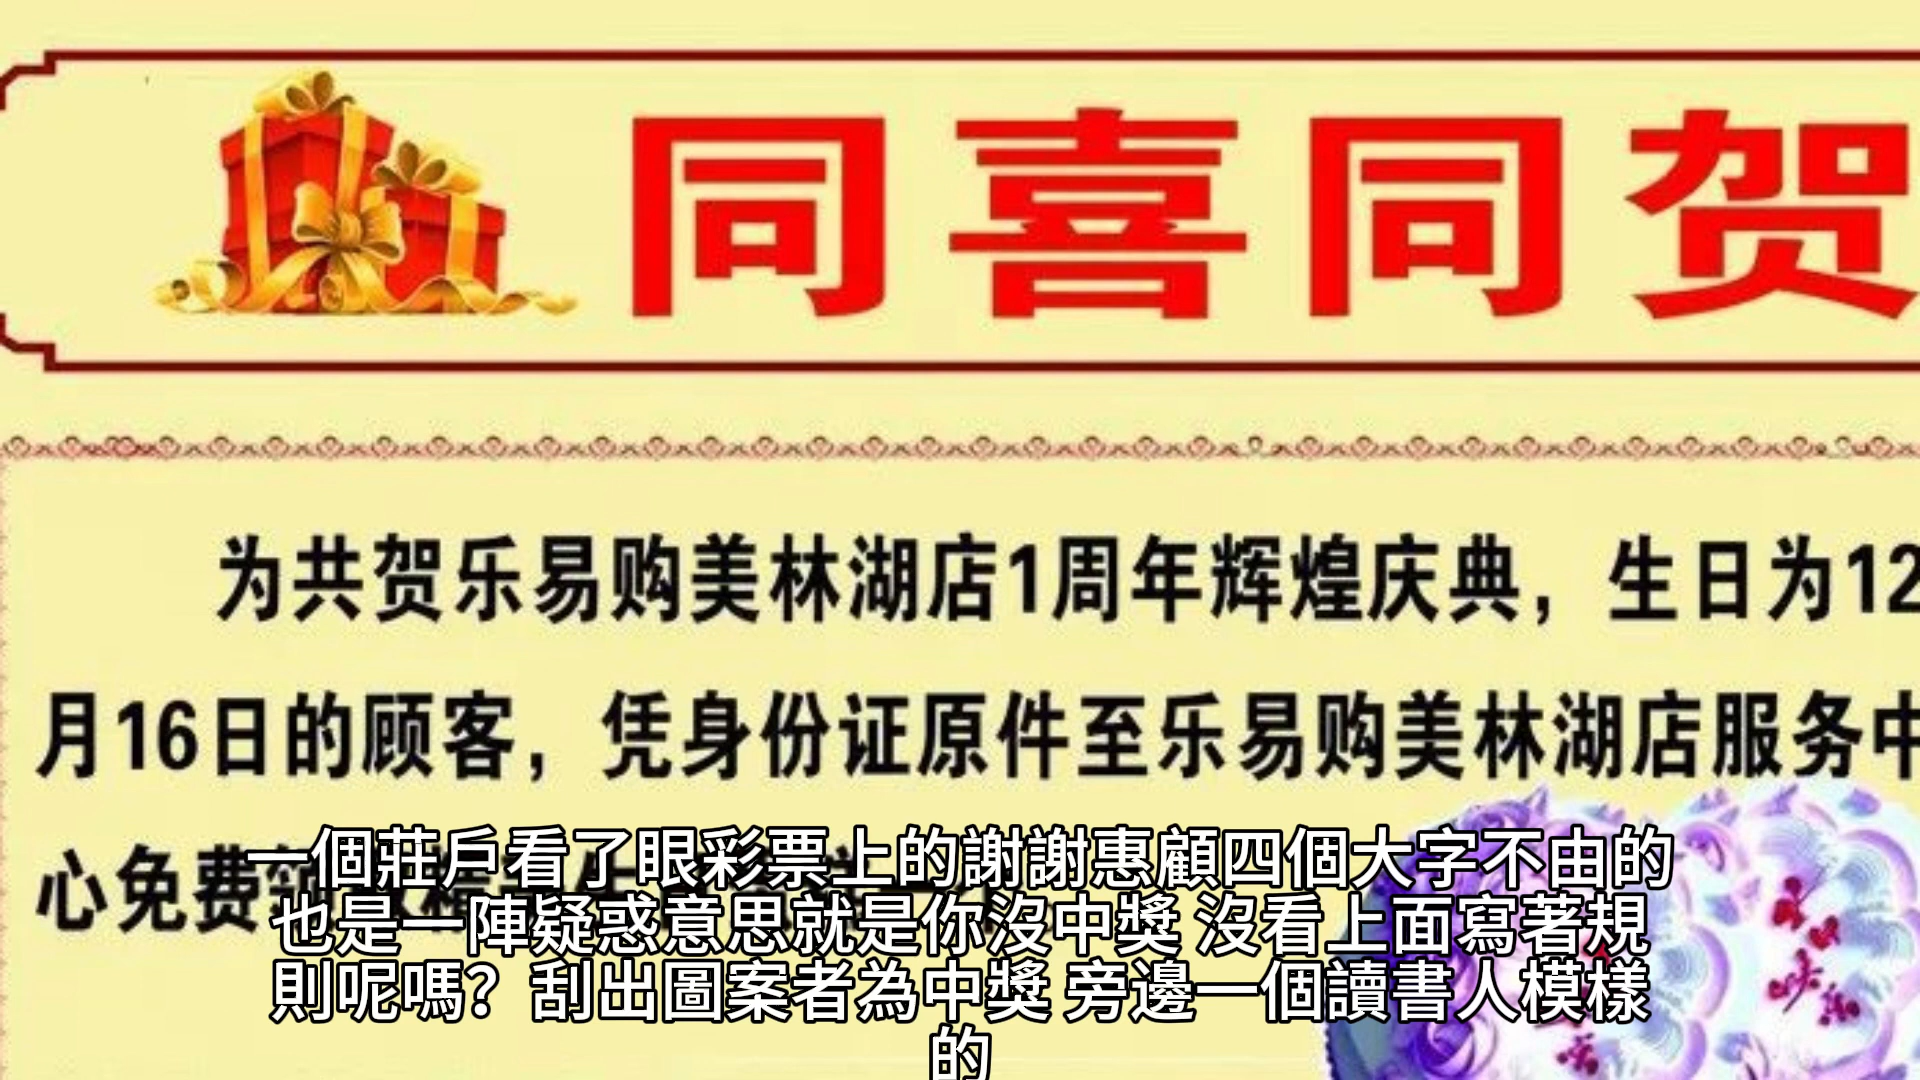 同喜同贺
为共贺乐易购美林湖店1周年辉煌庆典，生日为12
月16日的顾客，凭身份证原件至乐易购美林湖店服务中
心免费
一個莊戶看了眼彩票上的謝謝惠顧四個大字不由的
也是一陣疑惑意思就是你沒中獎 沒看上面寫著規
則呢嗎？刮出圖案者為中獎 旁邊一個讀書人模樣
的